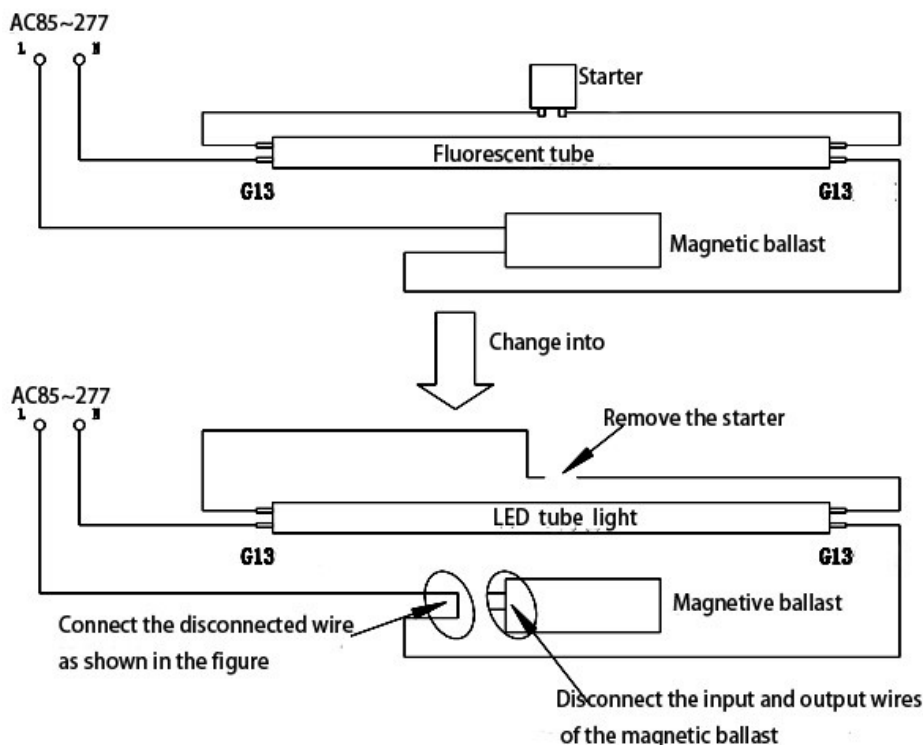 AC85~277
L N
Starter
Fluorescent tube
G13 G13
Magnetic ballast
Change into
AC85~277
L N
Remove the starter
LED tube light
G13 G13
Magnetive ballast
Connect the disconnected wire
as shown in the figure
Disconnect the input and output wires
of the magnetic ballast